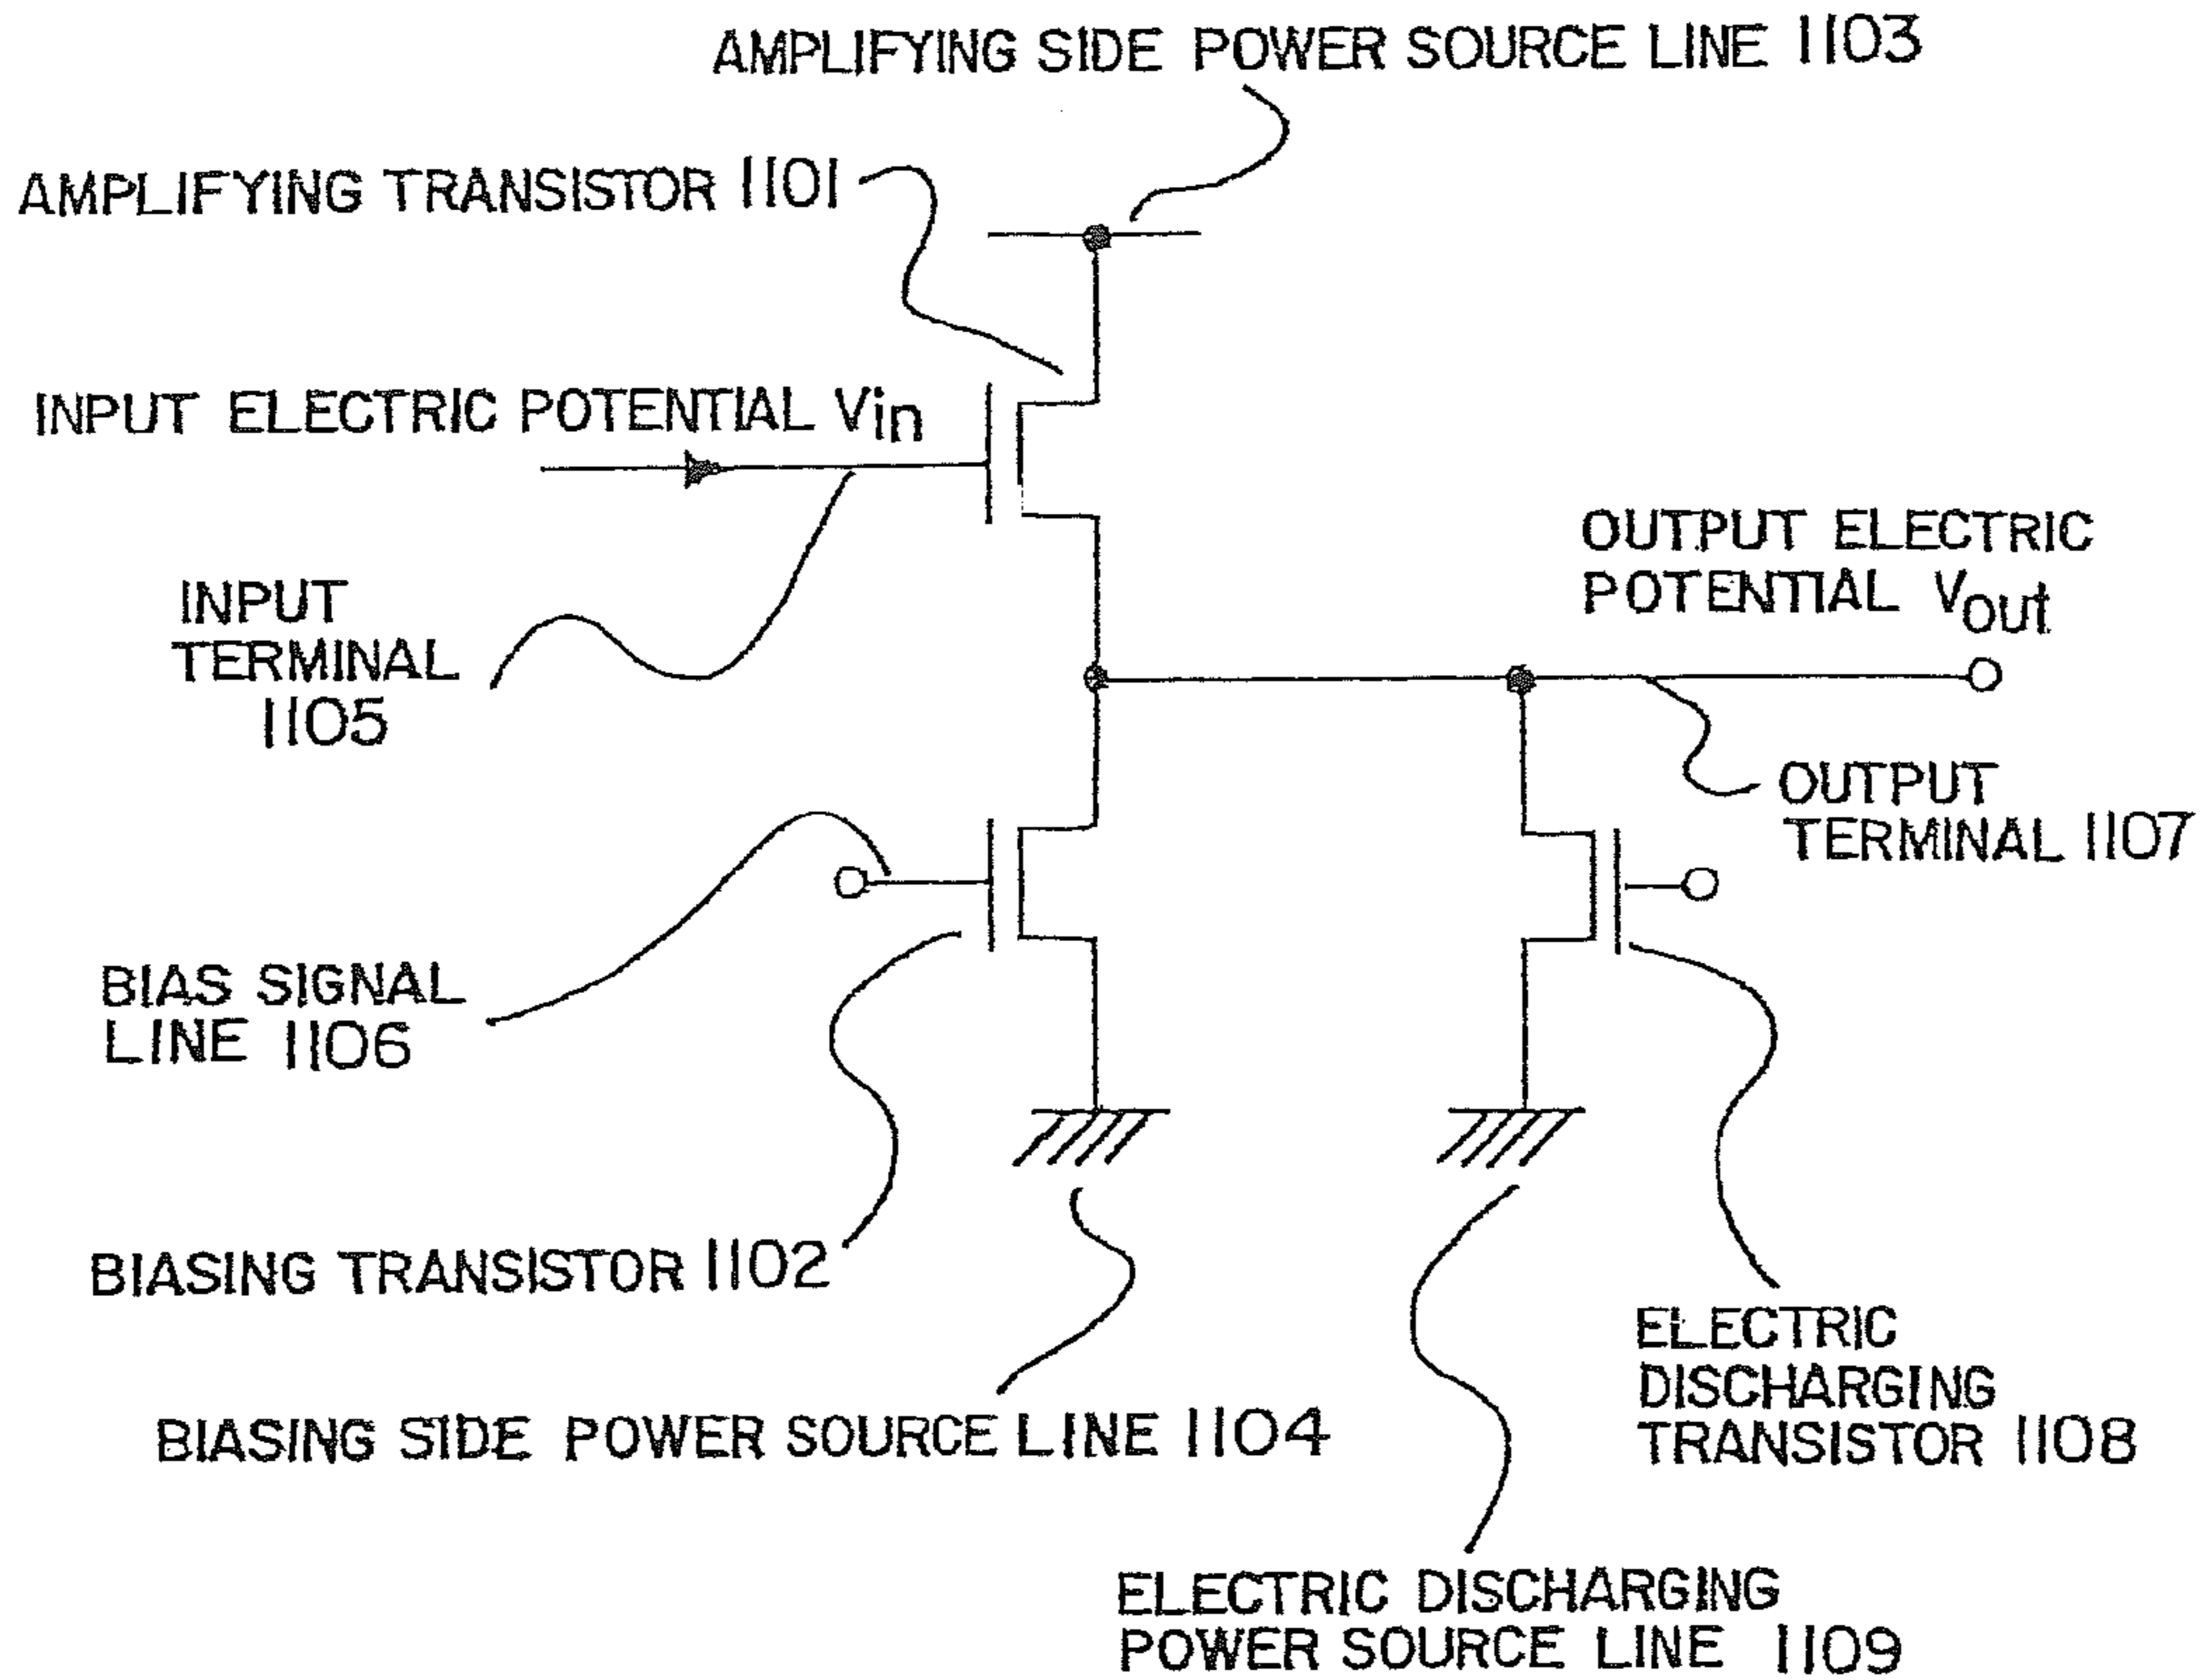 AMPLIFYING SIDE POWER SOURCE LINE 1103
AMPLIFYING TRANSISTOR 1101
INPUT ELECTRIC POTENTIAL Vin
OUTPUT ELECTRIC
POTENTIAL Vout
INPUT
TERMINAL
1105
OUTPUT
TERMINAL 1107
BIAS SIGNAL
LINE 1106
BIASING TRANSISTOR 1102
ELECTRIC
DISCHARGING
TRANSISTOR 1108
BIASING SIDE POWER SOURCE LINE 1104
ELECTRIC DISCHARGING
POWER SOURCE LINE 1109